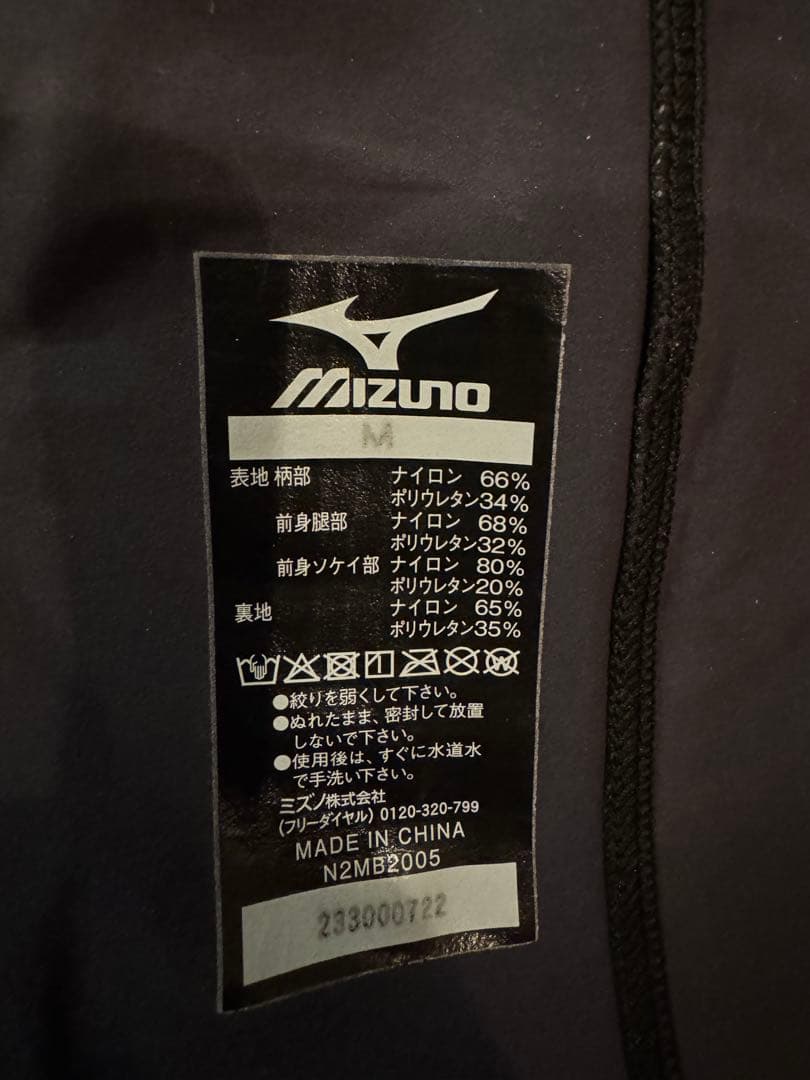 MIZUNO
M
表地 柄部 ナイロン 66%
ポリウレタン34%
前身腿部 ナイロン 68%
ポリウレタン32%
前身ソケイ部 ナイロン 80%
ポリウレタン20%
裏地 ナイロン 65%
ポリウレタン35%
●絞りを弱くして下さい。
●ぬれたまま、密封して放置
しないで下さい。
●使用後は、すぐに水道水
で手洗い下さい。
ミズノ株式会社
(フリーダイヤル) 0120-320-799
MADE IN CHINA
N2MB2005
233000722